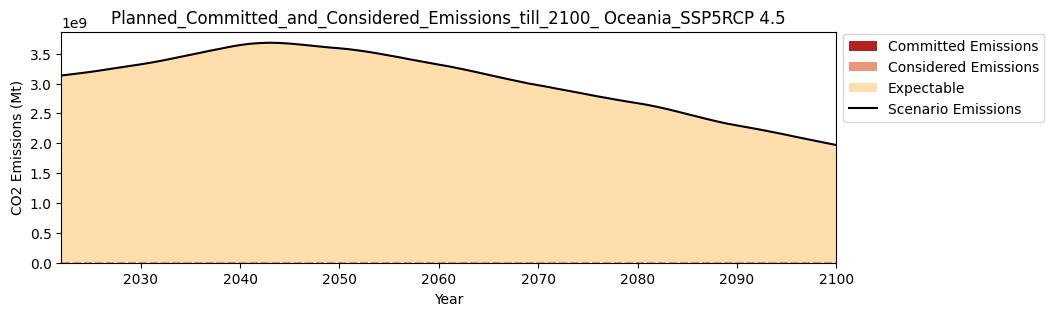 Planned_Committed_and_Considered_Emissions_till_2100_ Oceania_SSP5RCP 4.5
1e9
3.5
3.0
2.5
2.0
1.5
1.0
0.5
0.0
CO2 Emissions (Mt)
2030 2040 2050 2060 2070 2080 2090 2100
Year
Committed Emissions
Considered Emissions
Expectable
Scenario Emissions